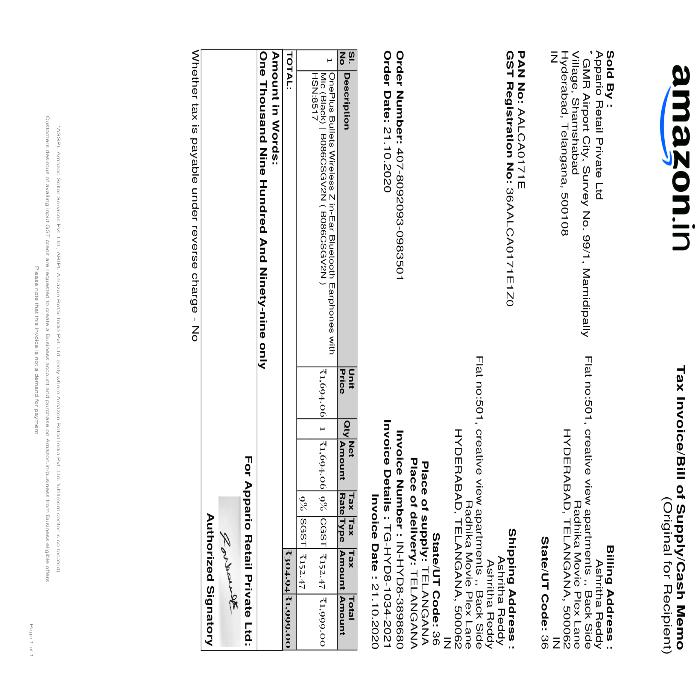 amazon.in
Tax Invoice/Bill of Supply/Cash Memo
(Original for Recipient)
Sold By :
Appario Retail Private Ltd
* GMR Airport City, Survey No. 99/1, Mamidipally
Village, Shamshabad
Hyderabad, Telangana, 500108
IN
Billing Address :
Ashritha Reddy
Flat no:501, creative view apartments ,, Back Side
Radhika Movie Plex Lane
HYDERABAD, TELANGANA, 500062
IN
State/UT Code: 36
PAN No: AALCA0171E
GST Registration No: 36AALCA0171E1Z0
Shipping Address :
Ashritha Reddy
Ashritha Reddy
Flat no:501, creative view apartments ,, Back Side
Radhika Movie Plex Lane
HYDERABAD, TELANGANA, 500062
IN
State/UT Code: 36
Place of supply: TELANGANA
Place of delivery: TELANGANA
Order Number: 407-8092093-0983501
Order Date: 21.10.2020
Invoice Number : IN-HYD8-3898680
Invoice Details : TG-HYD8-1034-2021
Invoice Date : 21.10.2020
Sl. No Description Unit Price Qty Net Amount Tax Rate Tax Type Tax Amount Total Amount
1 OnePlus Bullets Wireless Z in-Ear Bluetooth Earphones with
Mic (Black) | B086CSGV2N ( B086CSGV2N )
HSN:8517
₹1,694.06 1 ₹1,694.06 9% CGST ₹152.47 ₹1,999.00
9% SGST ₹152.47
TOTAL: ₹304.94 ₹1,999.00
Amount in Words:
One Thousand Nine Hundred And Ninety-nine only
For Appario Retail Private Ltd:
Authorized Signatory
Whether tax is payable under reverse charge - No
Please note that this invoice is not a demand for payment
Page 1 of 1